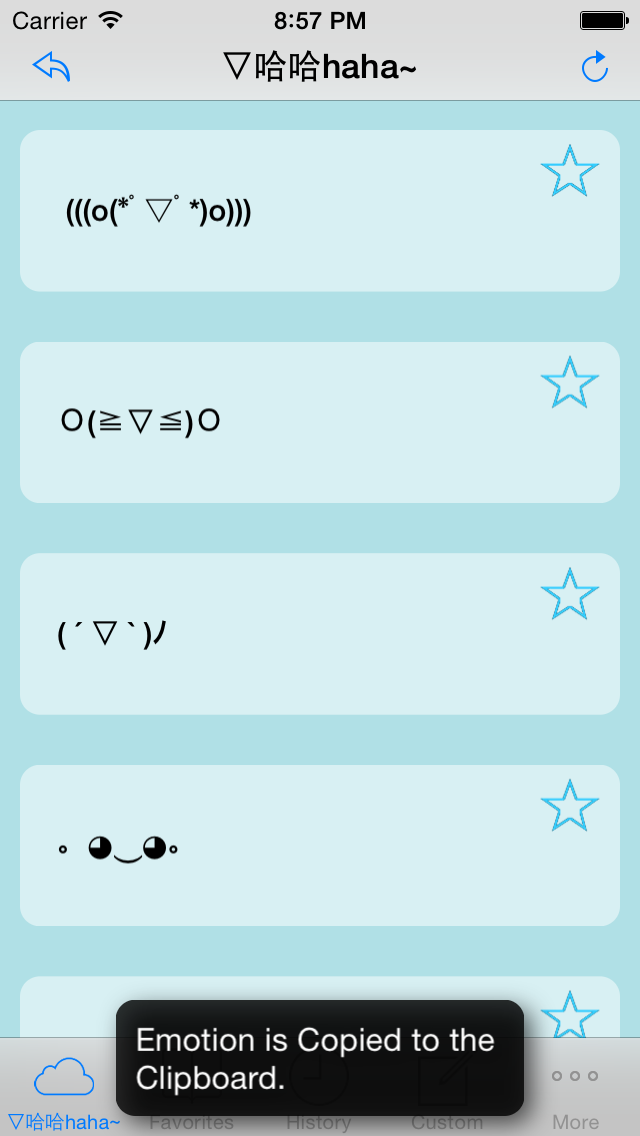 Carrier 8:57 PM
▽哈哈haha~
(((o(*ﾟ▽ﾟ*)o)))
O(≧▽≦)O
( ´ ▽ ` )ﾉ
∘ ◕‿◕∘
Emotion is Copied to the
Clipboard.
▽哈哈haha~ Favorites History Custom More